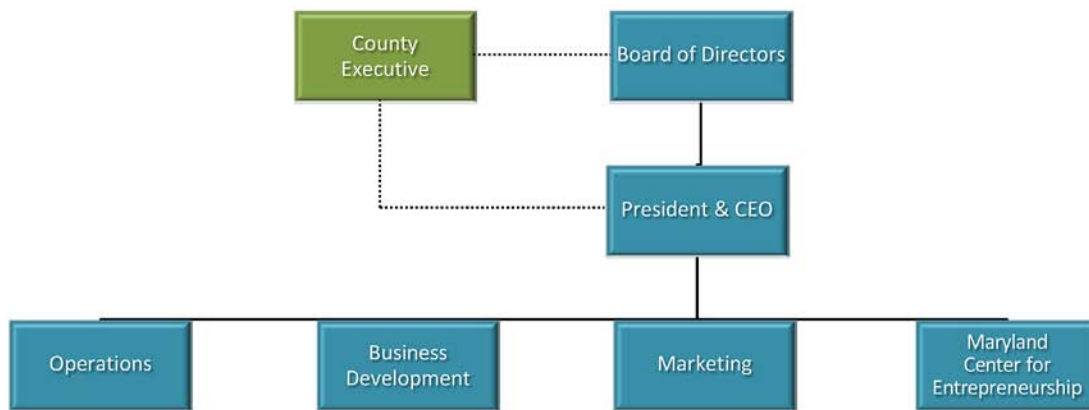 County
Executive
Board of Directors
President & CEO
Operations
Business
Development
Marketing
Maryland
Center for
Entrepreneurship